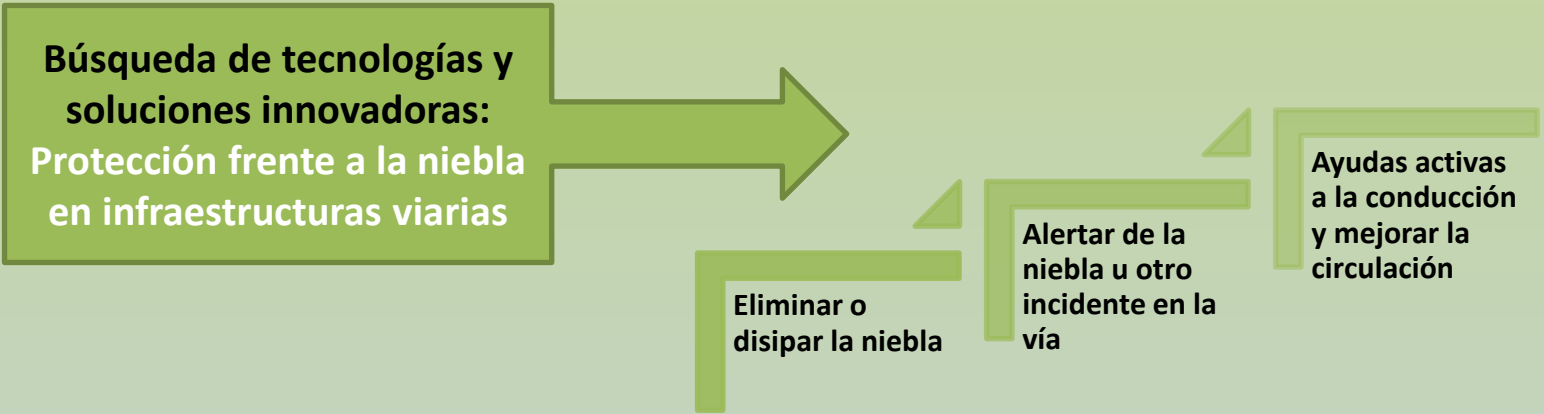 Búsqueda de tecnologías y
soluciones innovadoras:
Protección frente a la niebla
en infraestructuras viarias
Eliminar o
disipar la niebla
Alertar de la
niebla u otro
incidente en la
vía
Ayudas activas
a la conducción
y mejorar la
circulación